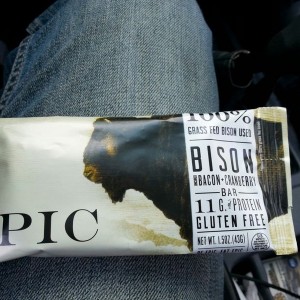 100%
GRASS FED BISON USED
BISON
BACON + CRANBERRY
BAR
11 G. OF PROTEIN
GLUTEN FREE
NET WT. 1.5OZ. (43G)
PIC